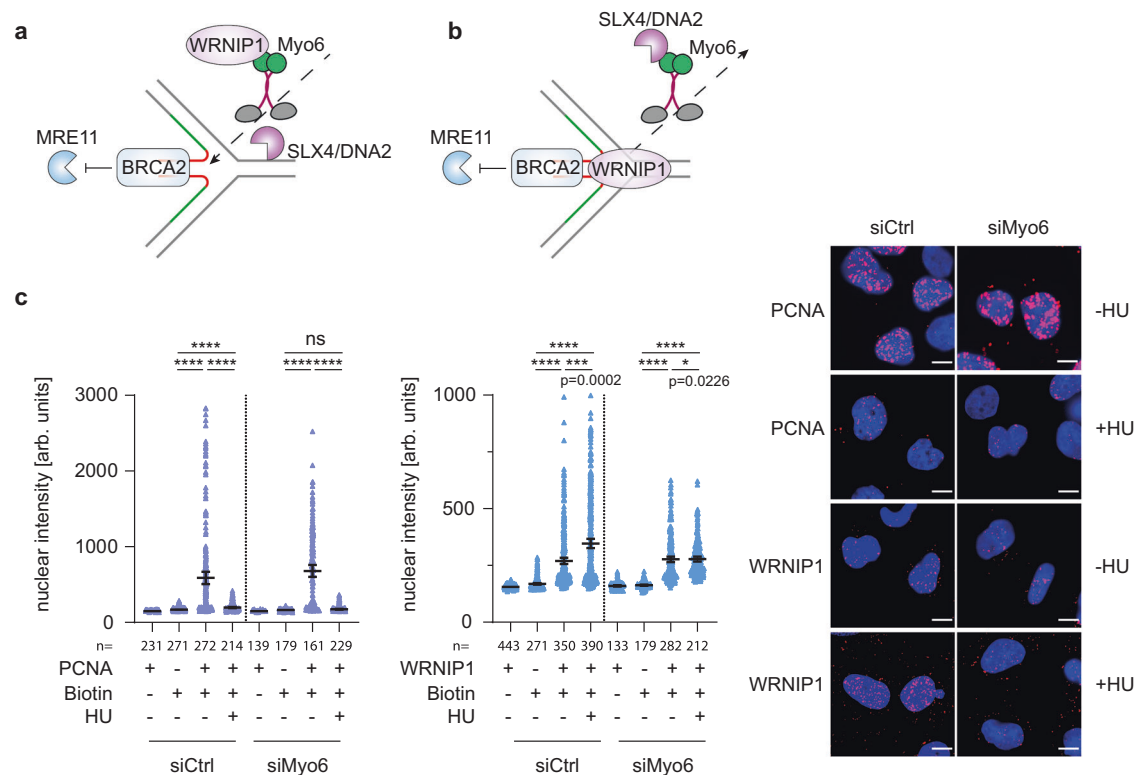 a
WRNIP1
Myo6
MRE11
BRCA2
SLX4/DNA2
b
SLX4/DNA2
Myo6
MRE11
BRCA2
WRNIP1
c
nuclear intensity [arb. units]
3000
2000
1000
0
**** ns
**** **** **** ****
n= 231 271 272 214 139 179 161 229
PCNA + - + + + - + +
Biotin - + + + - + + +
HU - - - + - - - +
siCtrl siMyo6
nuclear intensity [arb. units]
1000
500
0
**** ****
**** *** **** *
p=0.0002 p=0.0226
443 271 350 390 133 179 282 212
WRNIP1 + - + + + - + +
Biotin - + + + - + + +
HU - - - + - - - +
siCtrl siMyo6
siCtrl siMyo6
PCNA -HU
PCNA +HU
WRNIP1 -HU
WRNIP1 +HU